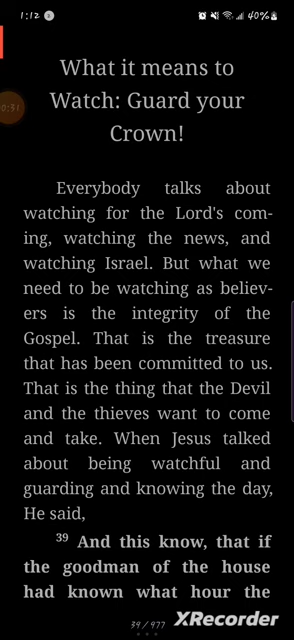 1:12
40%
0:31
What it means to
Watch: Guard your
Crown!
Everybody talks about
watching for the Lord's com-
ing, watching the news, and
watching Israel. But what we
need to be watching as believ-
ers is the integrity of the
Gospel. That is the treasure
that has been committed to us.
That is the thing that the Devil
and the thieves want to come
and take. When Jesus talked
about being watchful and
guarding and knowing the day,
He said,
39 And this know, that if
the goodman of the house
had known what hour the
39/977
XRecorder